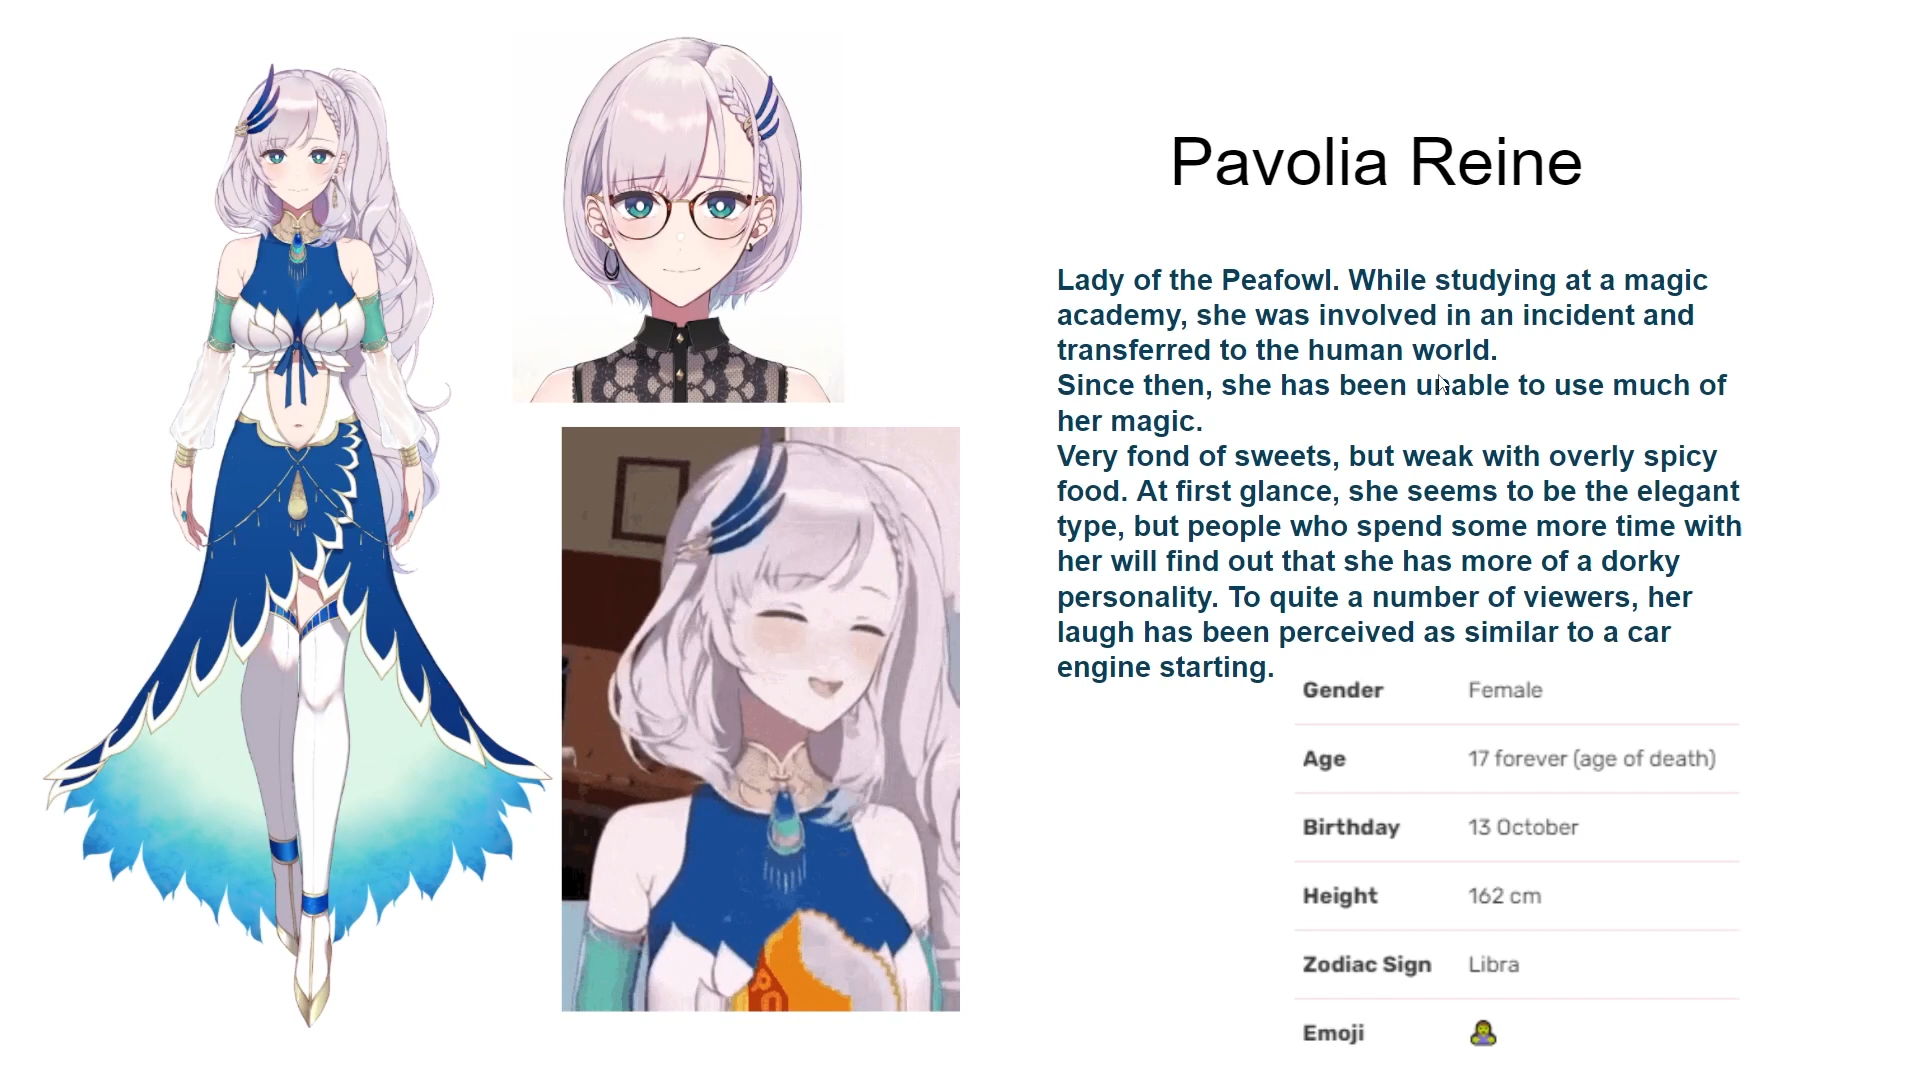 Pavolia Reine
Lady of the Peafowl. While studying at a magic
academy, she was involved in an incident and
transferred to the human world.
Since then, she has been unable to use much of
her magic.
Very fond of sweets, but weak with overly spicy
food. At first glance, she seems to be the elegant
type, but people who spend some more time with
her will find out that she has more of a dorky
personality. To quite a number of viewers, her
laugh has been perceived as similar to a car
engine starting.
Gender Female
Age 17 forever (age of death)
Birthday 13 October
Height 162 cm
Zodiac Sign Libra
Emoji 🧟‍♀️